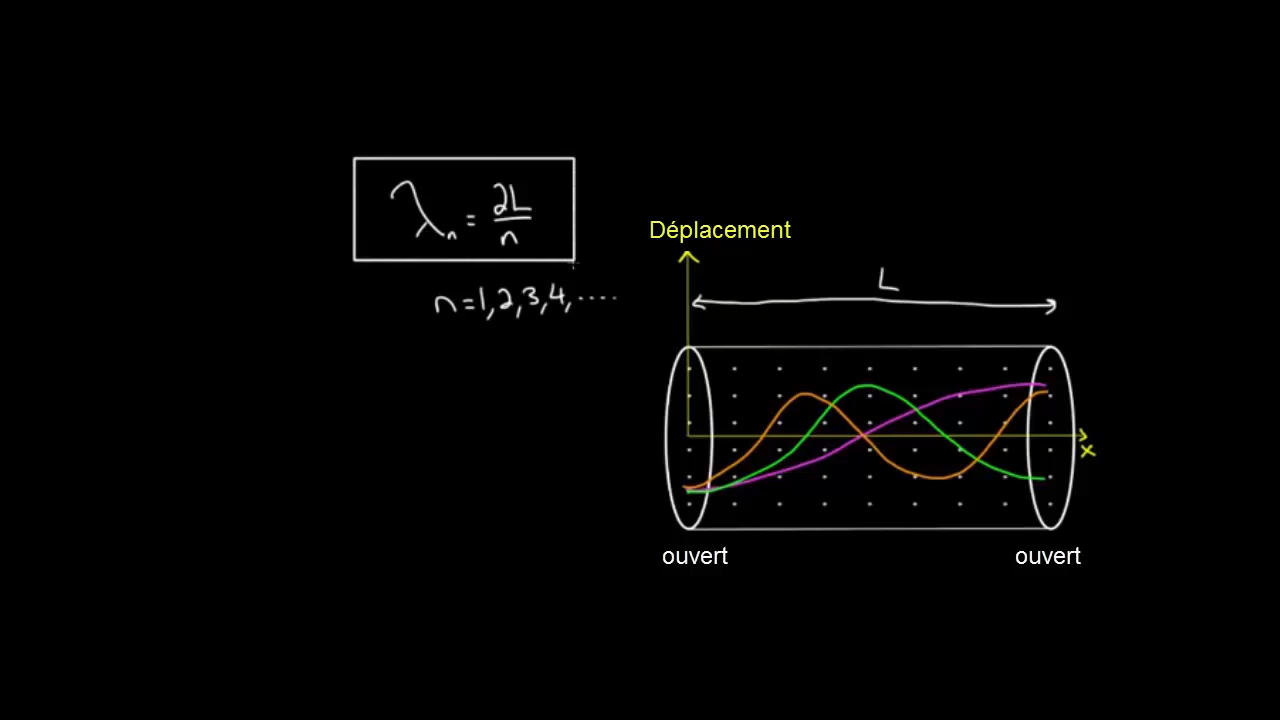 λn = 2L/n
n=1,2,3,4,....
Déplacement
L
x
ouvert
ouvert